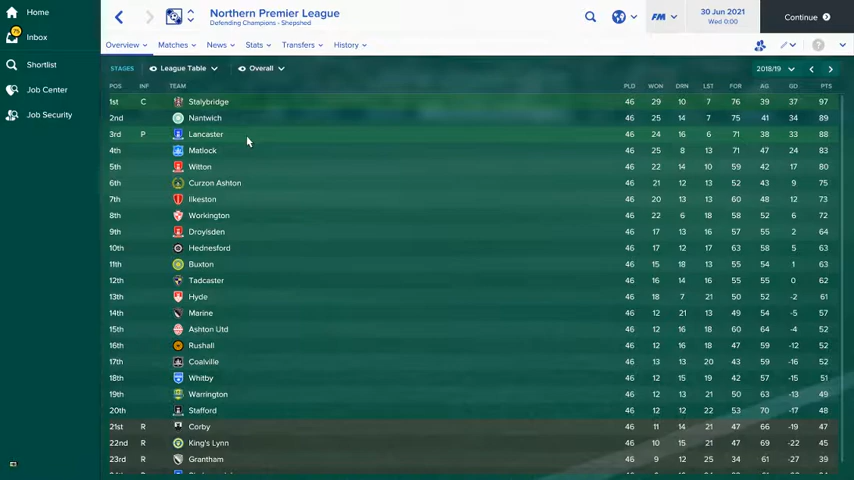 Home
75
Inbox
Shortlist
Job Center
Job Security
Northern Premier League
Defending Champions - Shepshed
FM
30 Jun 2021
Wed 0:00
Continue
Overview Matches News Stats Transfers History
STAGES League Table Overall 2018/19
POS INF TEAM PLD WON DRN LST FOR AG GD PTS
1st C Stalybridge 46 29 10 7 76 39 37 97
2nd Nantwich 46 25 14 7 75 41 34 89
3rd P Lancaster 46 24 16 6 71 38 33 88
4th Matlock 46 25 8 13 71 47 24 83
5th Witton 46 22 14 10 59 42 17 80
6th Curzon Ashton 46 21 12 13 52 43 9 75
7th Ilkeston 46 20 13 13 60 48 12 73
8th Workington 46 22 6 18 58 52 6 72
9th Droylsden 46 17 13 16 57 55 2 64
10th Hednesford 46 17 12 17 63 58 5 63
11th Buxton 46 15 18 13 55 54 1 63
12th Tadcaster 46 16 14 16 55 55 0 62
13th Hyde 46 18 7 21 50 52 -2 61
14th Marine 46 12 21 13 49 54 -5 57
15th Ashton Utd 46 12 16 18 60 64 -4 52
16th Rushall 46 12 16 18 47 59 -12 52
17th Coalville 46 13 13 20 43 59 -16 52
18th Whitby 46 12 15 19 42 57 -15 51
19th Warrington 46 12 13 21 50 63 -13 49
20th Stafford 46 12 12 22 53 70 -17 48
21st R Corby 46 11 14 21 47 66 -19 47
22nd R King's Lynn 46 10 15 21 47 69 -22 45
23rd R Grantham 46 9 12 25 34 61 -27 39